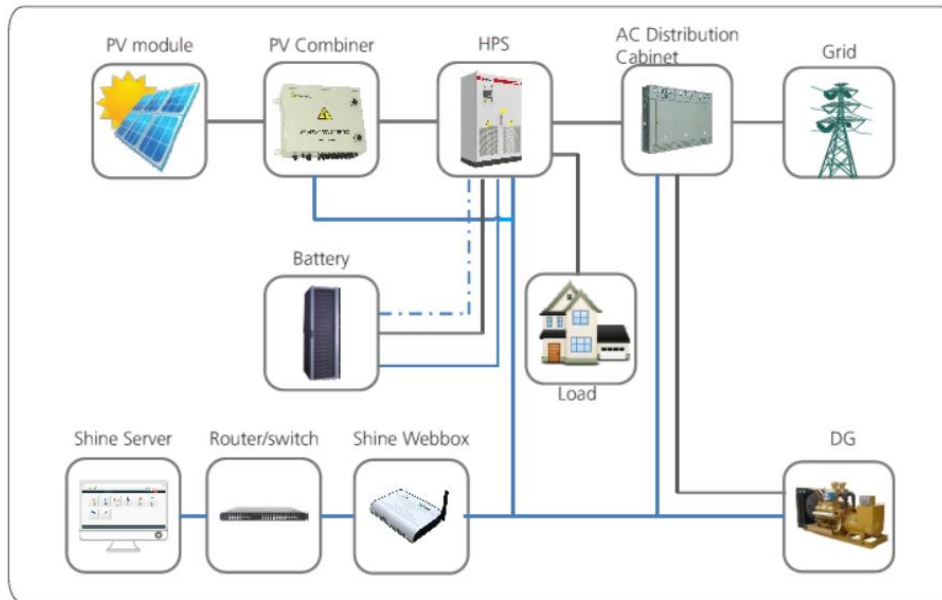 PV module
PV Combiner
HPS
AC Distribution
Cabinet
Grid
Battery
Load
Shine Server
Router/switch
Shine Webbox
DG